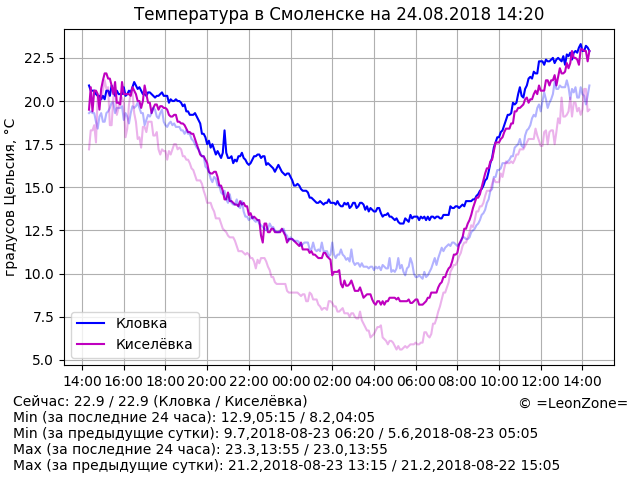 Температура в Смоленске на 24.08.2018 14:20
градусов Цельсия, °C
22.5
20.0
17.5
15.0
12.5
10.0
7.5
5.0
Кловка
Киселёвка
14:00 16:00 18:00 20:00 22:00 00:00 02:00 04:00 06:00 08:00 10:00 12:00 14:00
Сейчас: 22.9 / 22.9 (Кловка / Киселёвка)
© =LeonZone=
Min (за последние 24 часа): 12.9,05:15 / 8.2,04:05
Min (за предыдущие сутки): 9.7,2018-08-23 06:20 / 5.6,2018-08-23 05:05
Max (за последние 24 часа): 23.3,13:55 / 23.0,13:55
Max (за предыдущие сутки): 21.2,2018-08-23 13:15 / 21.2,2018-08-22 15:05